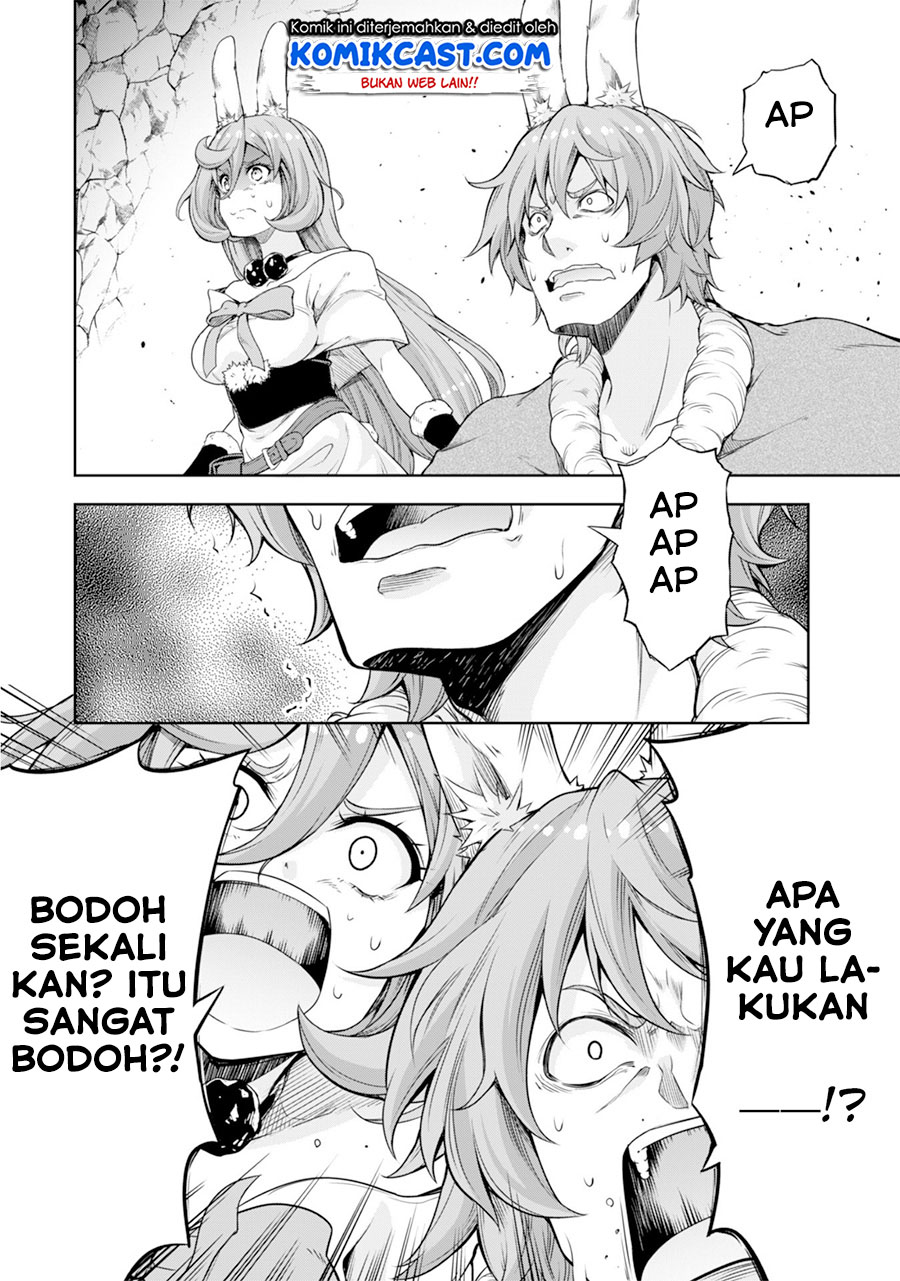 Komik ini diterjemahkan & diedit oleh
KOMIKCAST.COM
BUKAN WEB LAIN!!
AP
AP
AP
AP
APA
YANG
KAU LA-
KUKAN
——!?
BODOH
SEKALI
KAN? ITU
SANGAT
BODOH?!